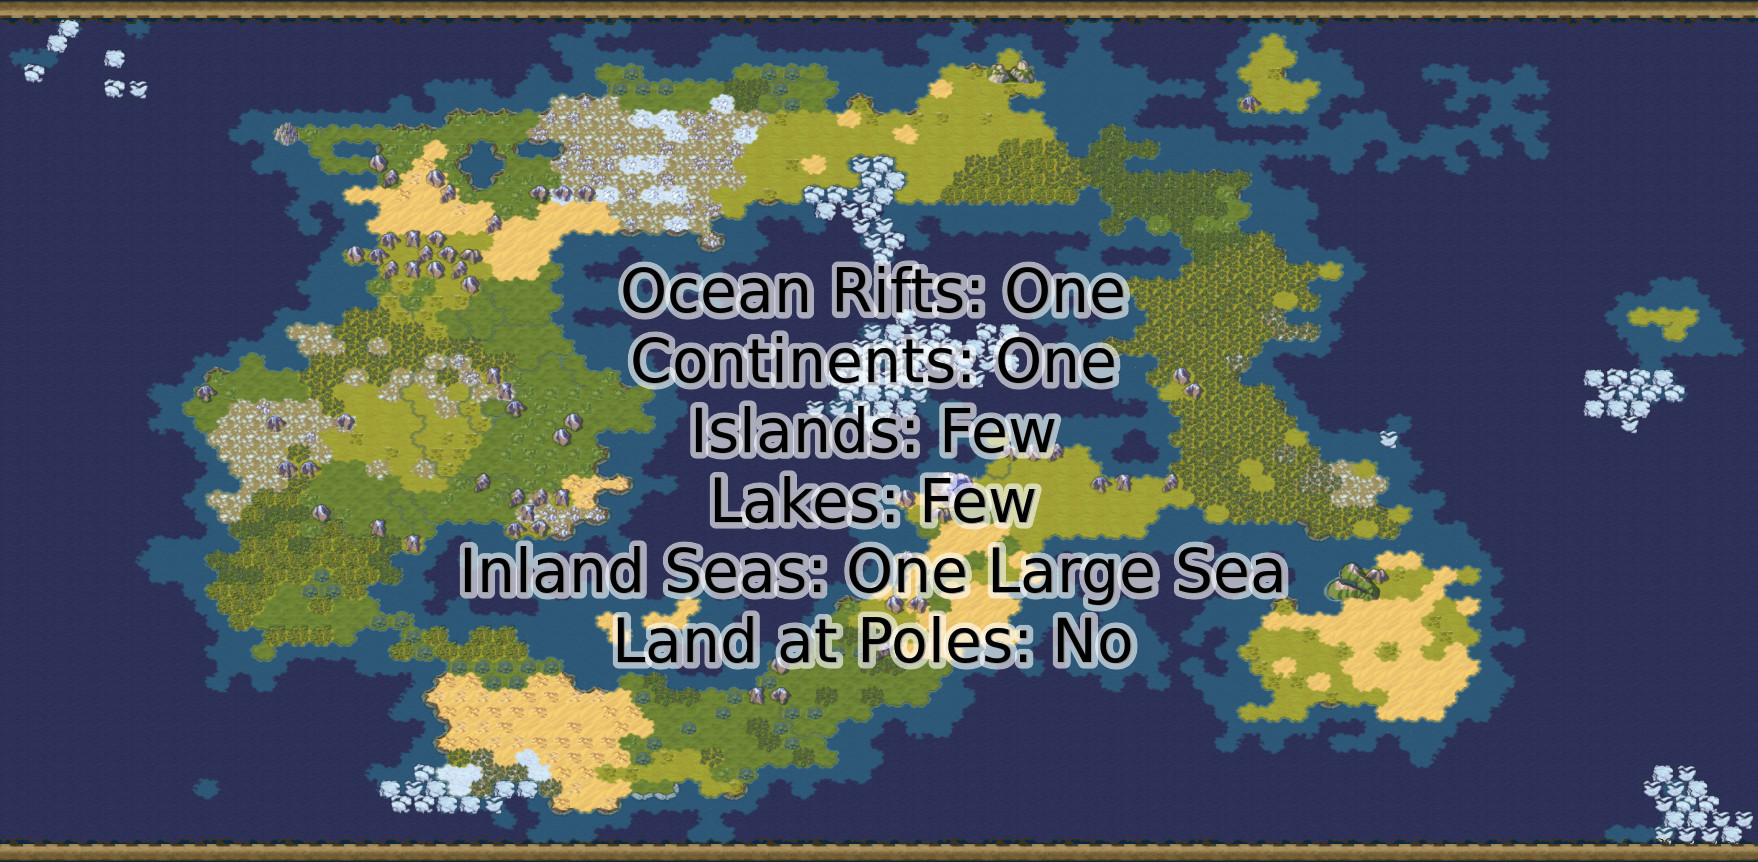 Ocean Rifts: One
Continents: One
Islands: Few
Lakes: Few
Inland Seas: One Large Sea
Land at Poles: No